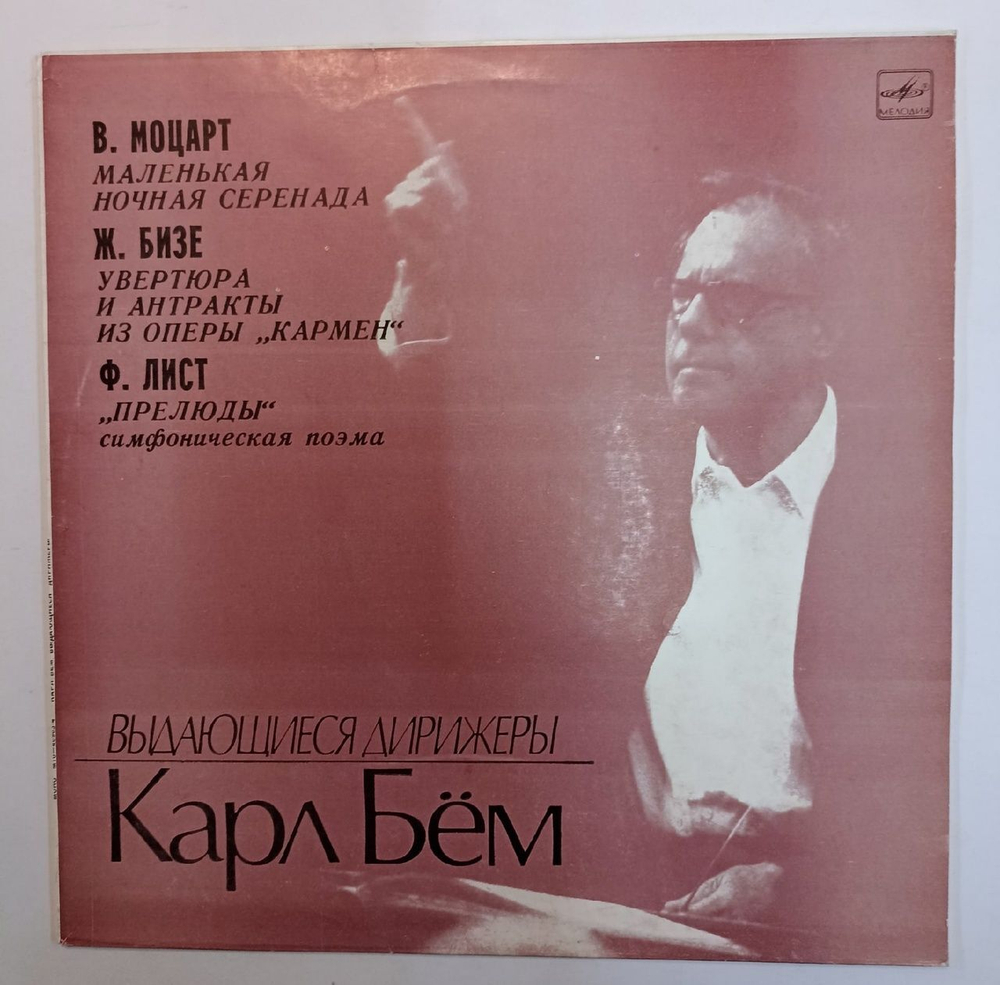 В. МОЦАРТ
МАЛЕНЬКАЯ
НОЧНАЯ СЕРЕНАДА
Ж. БИЗЕ
УВЕРТЮРА
И АНТРАКТЫ
ИЗ ОПЕРЫ „КАРМЕН“
Ф. ЛИСТ
„ПРЕЛЮДЫ“
симфоническая поэма
МЕЛОДИЯ
ВЫДАЮЩИЕСЯ ДИРИЖЕРЫ
Карл Бём